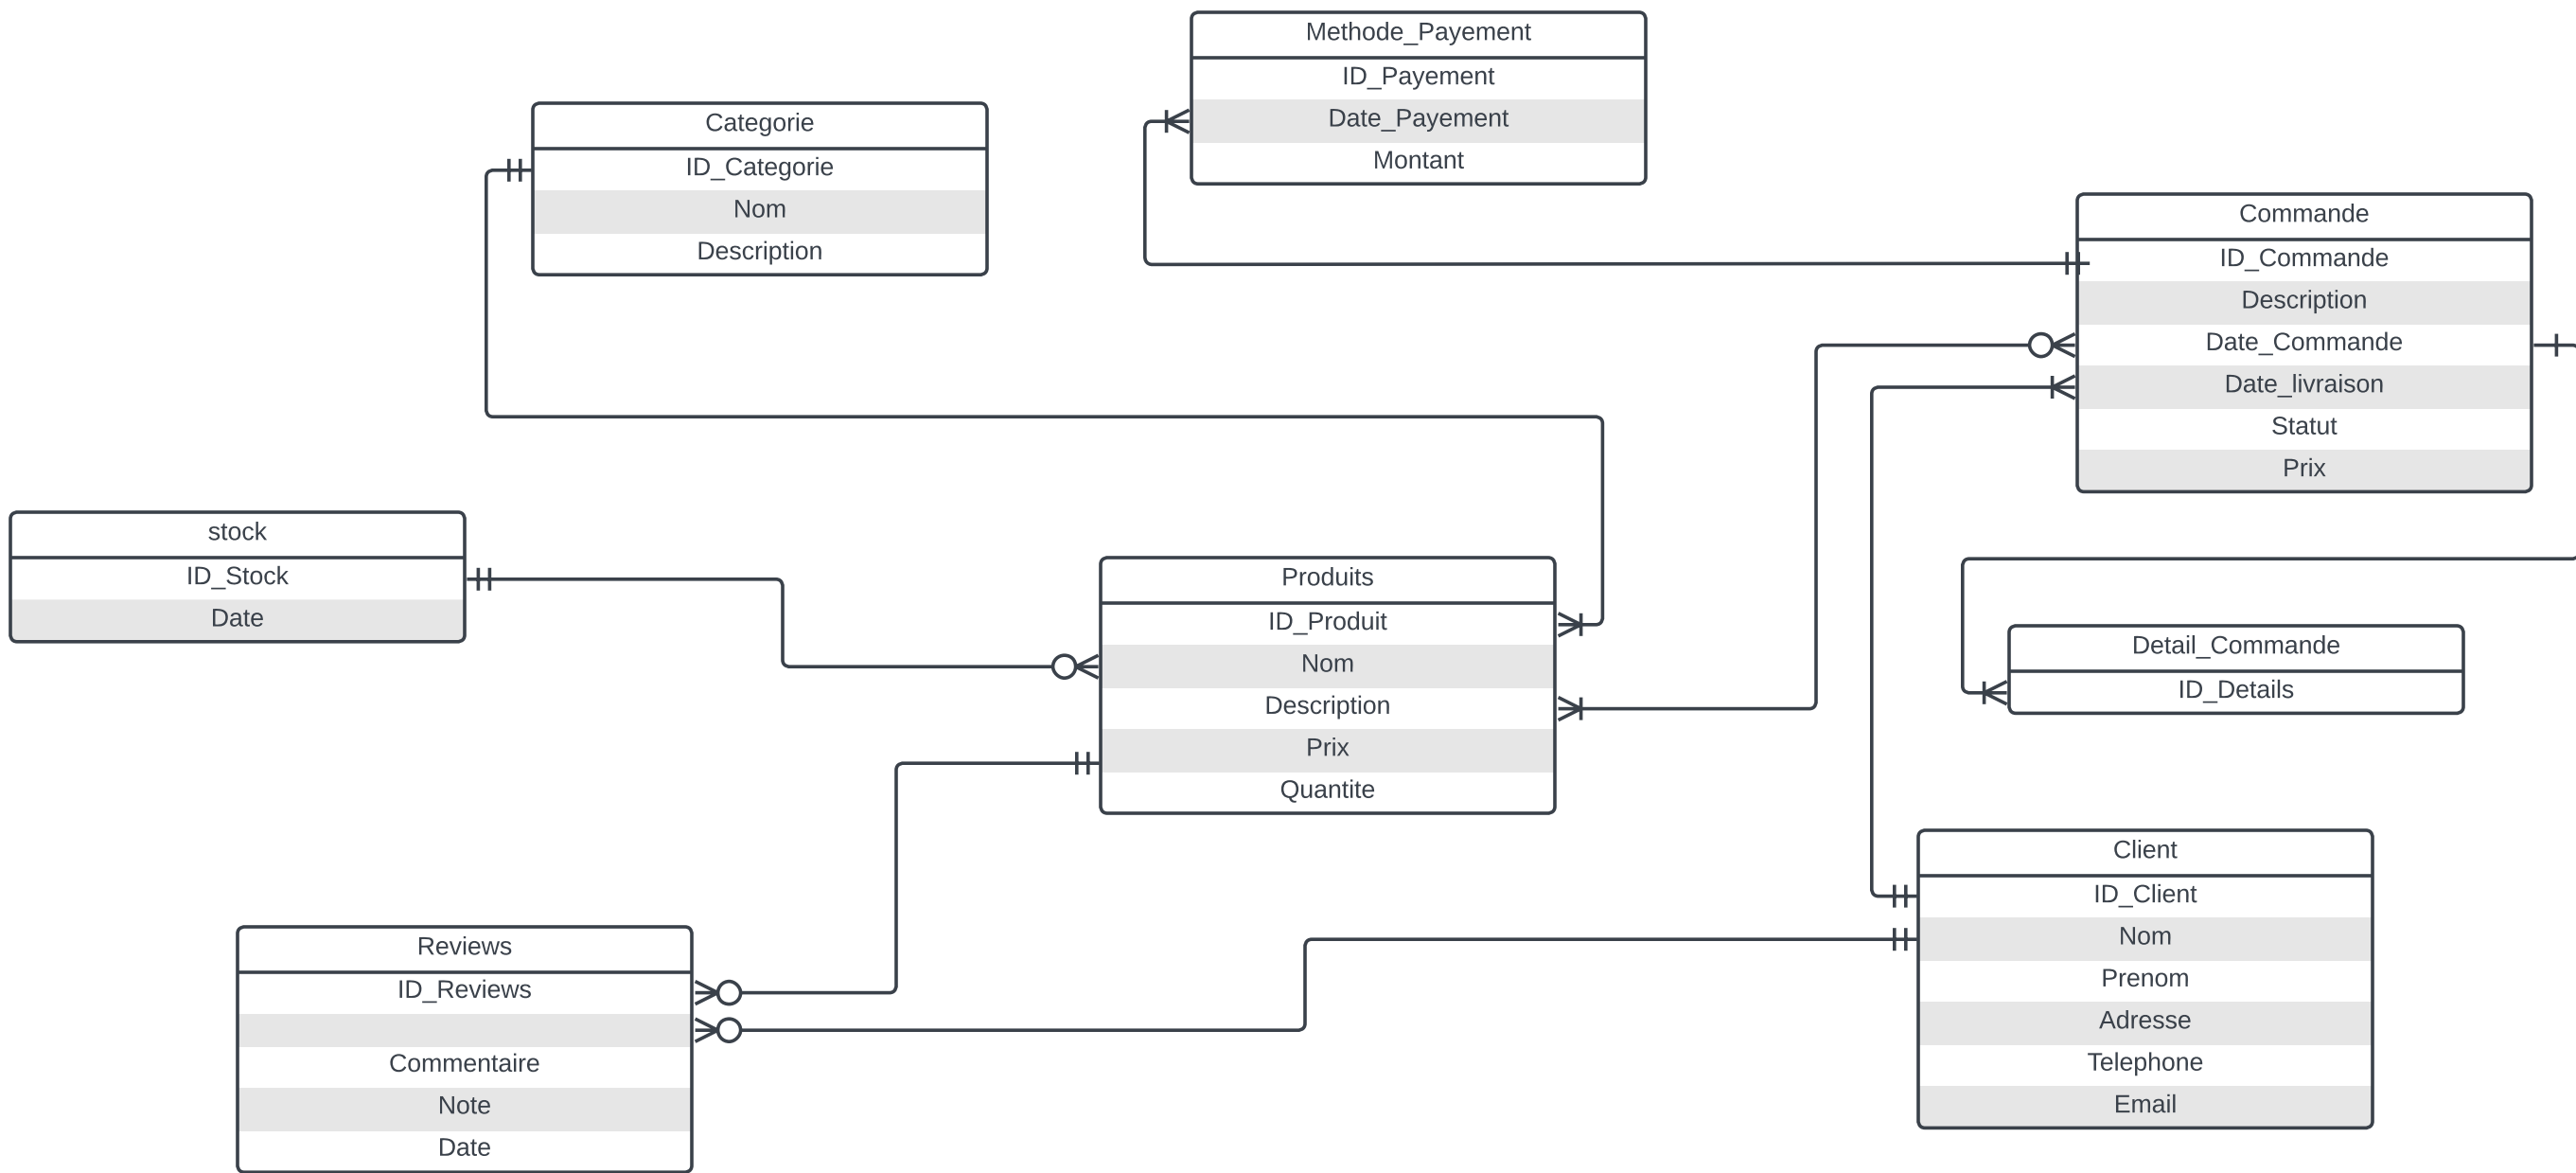 Methode_Payement
ID_Payement
Date_Payement
Montant
Categorie
ID_Categorie
Nom
Description
Commande
ID_Commande
Description
Date_Commande
Date_livraison
Statut
Prix
stock
ID_Stock
Date
Produits
ID_Produit
Nom
Description
Prix
Quantite
Detail_Commande
ID_Details
Client
ID_Client
Nom
Prenom
Adresse
Telephone
Email
Reviews
ID_Reviews
Commentaire
Note
Date